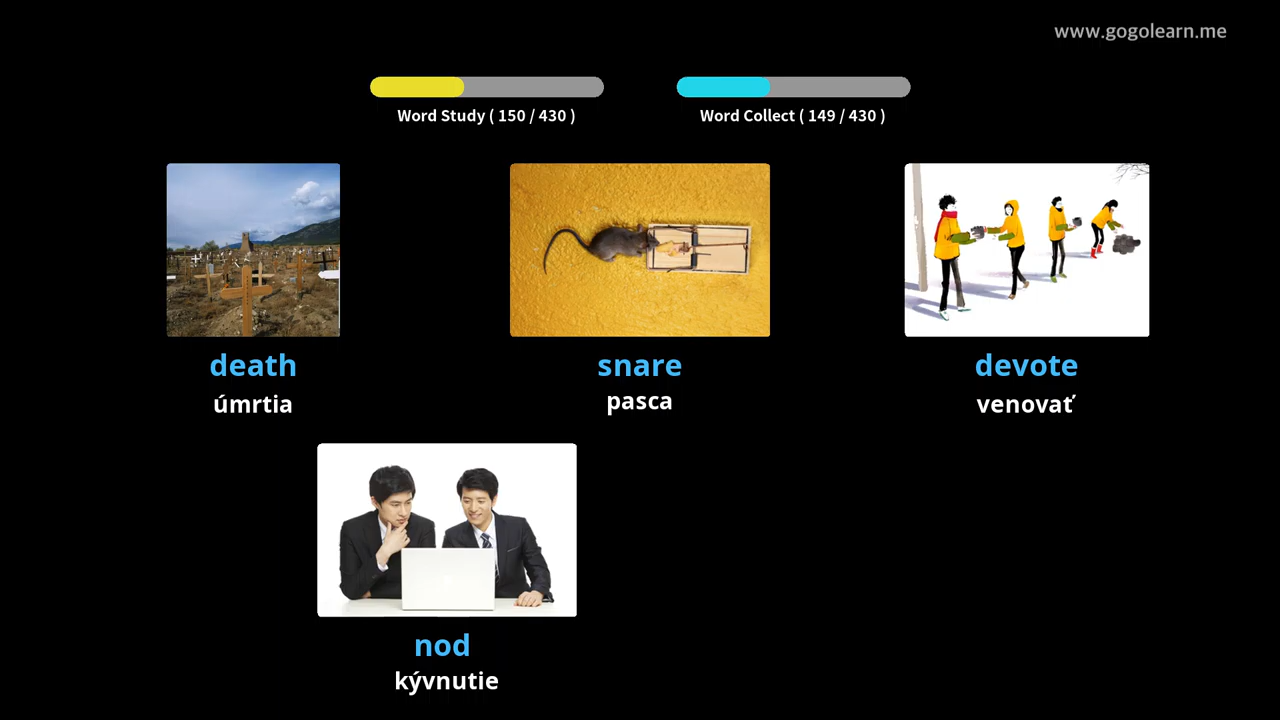 www.gogolearn.me
Word Study ( 150 / 430 )
Word Collect ( 149 / 430 )
death
úmrtia
snare
pasca
devote
venovať
nod
kývnutie